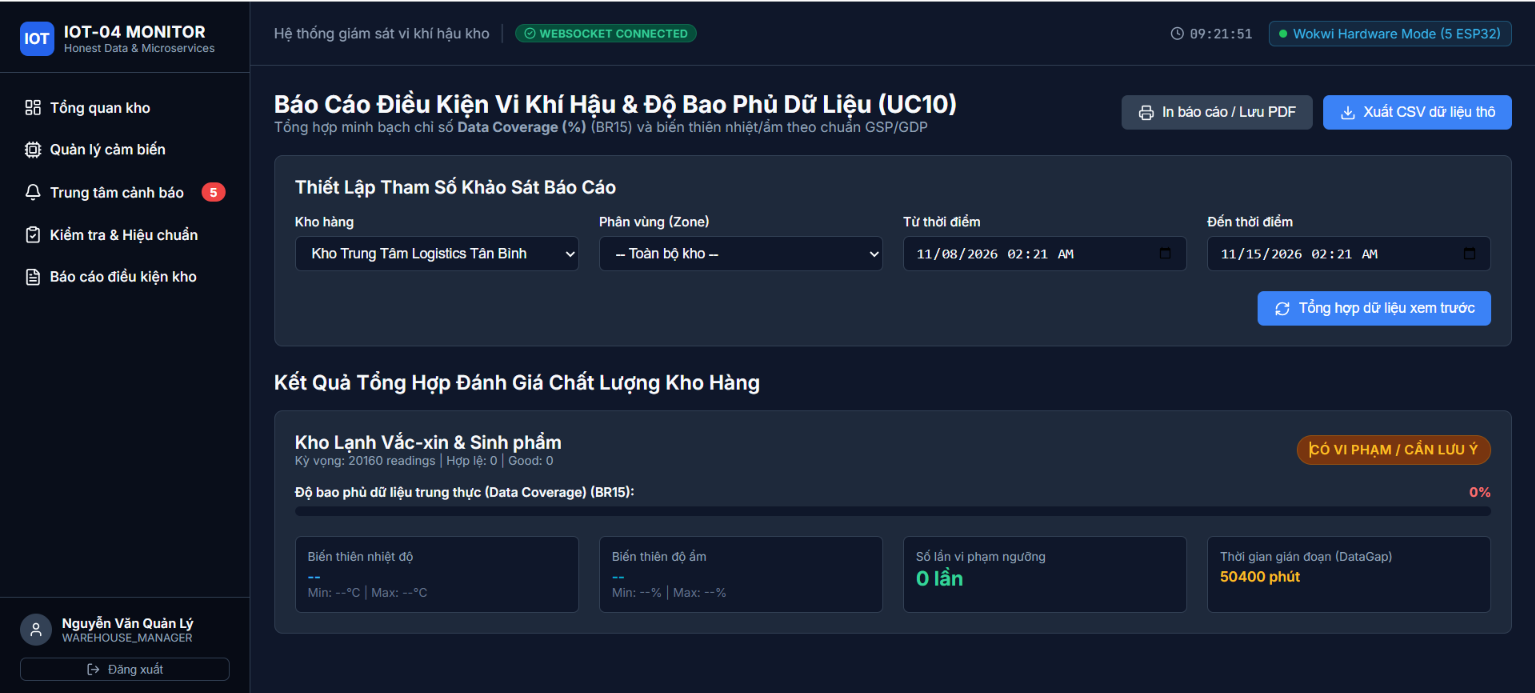 IOT
IOT-04 MONITOR
Honest Data & Microservices
Tổng quan kho
Quản lý cảm biến
Trung tâm cảnh báo 5
Kiểm tra & Hiệu chuẩn
Báo cáo điều kiện kho
Nguyễn Văn Quản Lý
WAREHOUSE_MANAGER
Đăng xuất
Hệ thống giám sát vi khí hậu kho
WEBSOCKET CONNECTED
09:21:51
Wokwi Hardware Mode (5 ESP32)
Báo Cáo Điều Kiện Vi Khí Hậu & Độ Bao Phủ Dữ Liệu (UC10)
Tổng hợp minh bạch chỉ số Data Coverage (%) (BR15) và biến thiên nhiệt/ẩm theo chuẩn GSP/GDP
In báo cáo / Lưu PDF
Xuất CSV dữ liệu thô
Thiết Lập Tham Số Khảo Sát Báo Cáo
Kho hàng
Kho Trung Tâm Logistics Tân Bình
Phân vùng (Zone)
-- Toàn bộ kho --
Từ thời điểm
11/08/2026 02:21 AM
Đến thời điểm
11/15/2026 02:21 AM
Tổng hợp dữ liệu xem trước
Kết Quả Tổng Hợp Đánh Giá Chất Lượng Kho Hàng
Kho Lạnh Vắc-xin & Sinh phẩm
Kỳ vọng: 20160 readings | Hợp lệ: 0 | Good: 0
CÓ VI PHẠM / CẦN LƯU Ý
Độ bao phủ dữ liệu trung thực (Data Coverage) (BR15):
0%
Biến thiên nhiệt độ
--
Min: --°C | Max: --°C
Biến thiên độ ẩm
--
Min: --% | Max: --%
Số lần vi phạm ngưỡng
0 lần
Thời gian gián đoạn (DataGap)
50400 phút